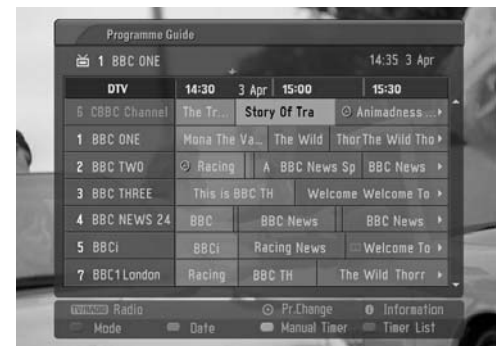 Programme Guide
1 BBC ONE 14:35 3 Apr
DTV 14:30 3 Apr 15:00 15:30
6 CBBC Channel The Tr... Story Of Tra Animadness ...
1 BBC ONE Mona The Va... The Wild ThorThe Wild Tho
2 BBC TWO Racing A BBC News Sp BBC News
3 BBC THREE This is BBC TH Welcome Welcome To
4 BBC NEWS 24 BBC BBC News BBC News
5 BBCi BBCi Racing News Welcome To
7 BBC1London Racing BBC TH The Wild Thorr
TV/RADIO Radio Pr.Change i Information
Mode Date Manual Timer Timer List